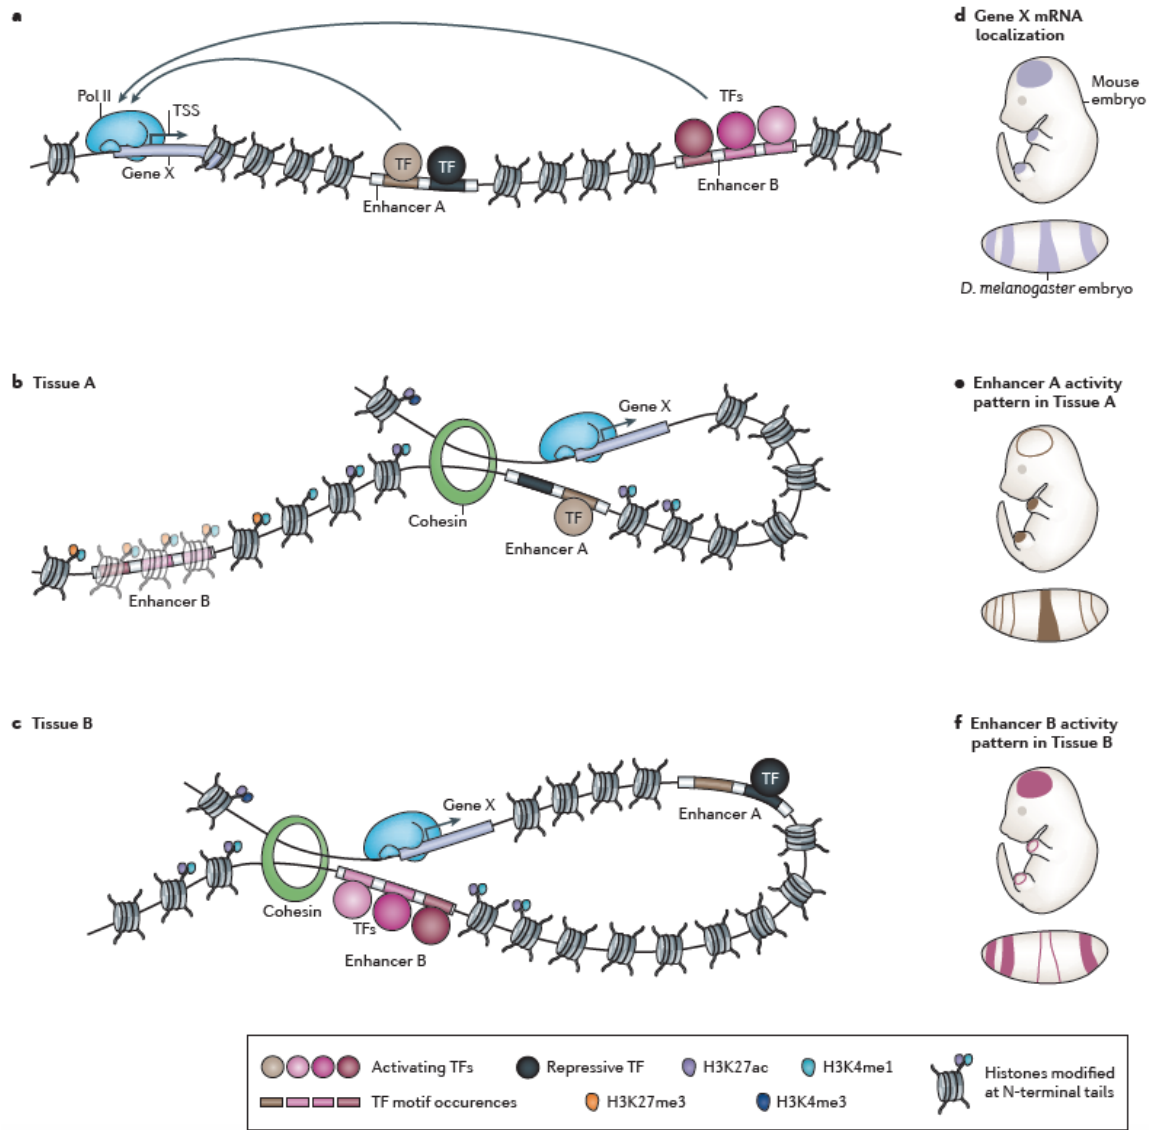 a
d Gene X mRNA
localization
Pol II
TSS
Gene X
TF
TF
Enhancer A
TFs
Enhancer B
Mouse
embryo
D. melanogaster embryo
b Tissue A
Gene X
Cohesin
TF
Enhancer A
Enhancer B
e Enhancer A activity
pattern in Tissue A
c Tissue B
Gene X
TF
Enhancer A
Cohesin
TFs
Enhancer B
f Enhancer B activity
pattern in Tissue B
Activating TFs
Repressive TF
H3K27ac
H3K4me1
Histones modified
at N-terminal tails
TF motif occurences
H3K27me3
H3K4me3